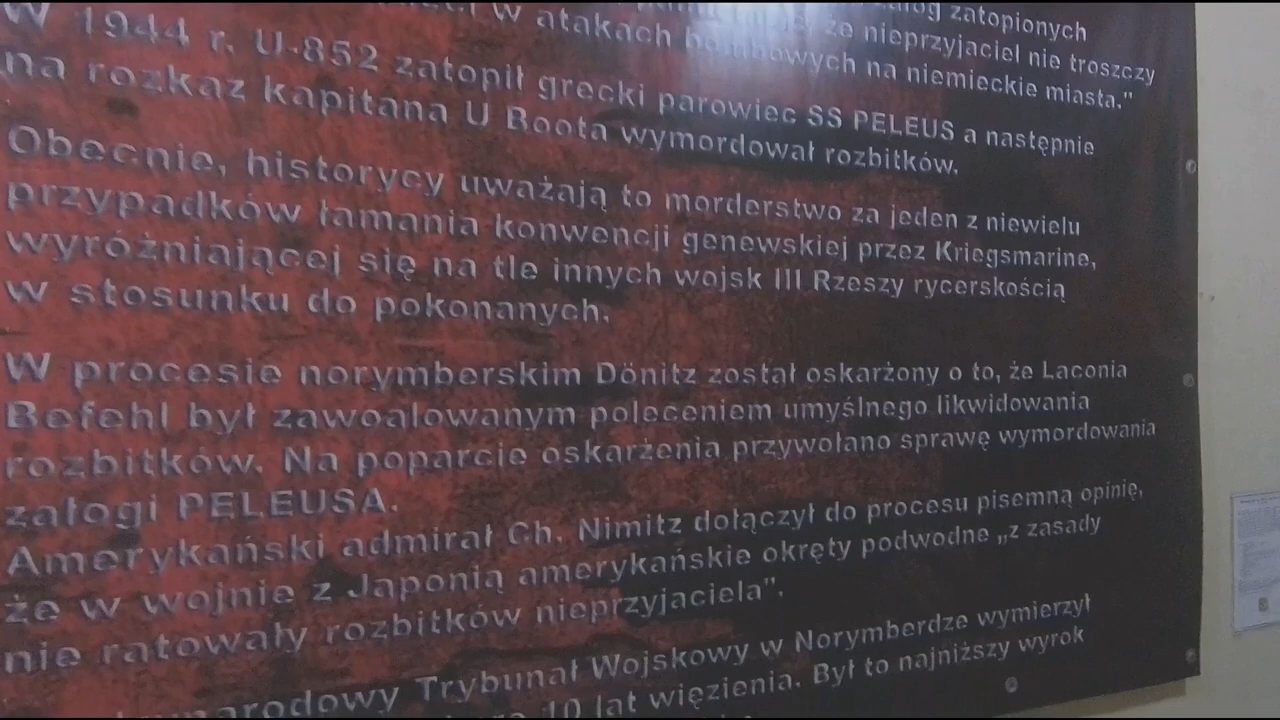 załóg zatopionych
że nieprzyjaciel nie troszczy
w atakach bombowych na niemieckie miasta."
W 1944 r. U-852 zatopił grecki parowiec SS PELEUS a następnie
na rozkaz kapitana U Boota wymordował rozbitków.
Obecnie, historycy uważają to morderstwo za jeden z niewielu
przypadków łamania konwencji genewskiej przez Kriegsmarine,
wyróżniającej się na tle innych wojsk III Rzeszy rycerskością
w stosunku do pokonanych.
W procesie norymberskim Dönitz został oskarżony o to, że Laconia
Befehl był zawoalowanym poleceniem umyślnego likwidowania
rozbitków. Na poparcie oskarżenia przywołano sprawę wymordowania
załogi PELEUSA.
Amerykański admirał Ch. Nimitz dołączył do procesu pisemną opinię,
że w wojnie z Japonią amerykańskie okręty podwodne „z zasady
nie ratowały rozbitków nieprzyjaciela".
Trybunał Wojskowy w Norymberdze wymierzył
10 lat więzienia. Był to najniższy wyrok